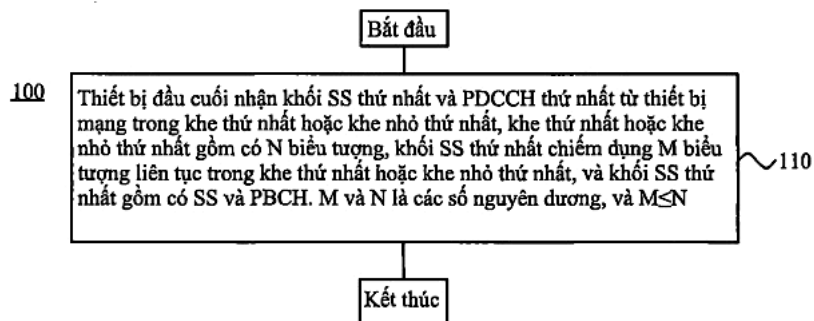 Bắt đầu
100
Thiết bị đầu cuối nhận khối SS thứ nhất và PDCCH thứ nhất từ thiết bị
mạng trong khe thứ nhất hoặc khe nhỏ thứ nhất, khe thứ nhất hoặc khe
nhỏ thứ nhất gồm có N biểu tượng, khối SS thứ nhất chiếm dụng M biểu
tượng liên tục trong khe thứ nhất hoặc khe nhỏ thứ nhất, và khối SS thứ
nhất gồm có SS và PBCH. M và N là các số nguyên dương, và M≤N
110
Kết thúc